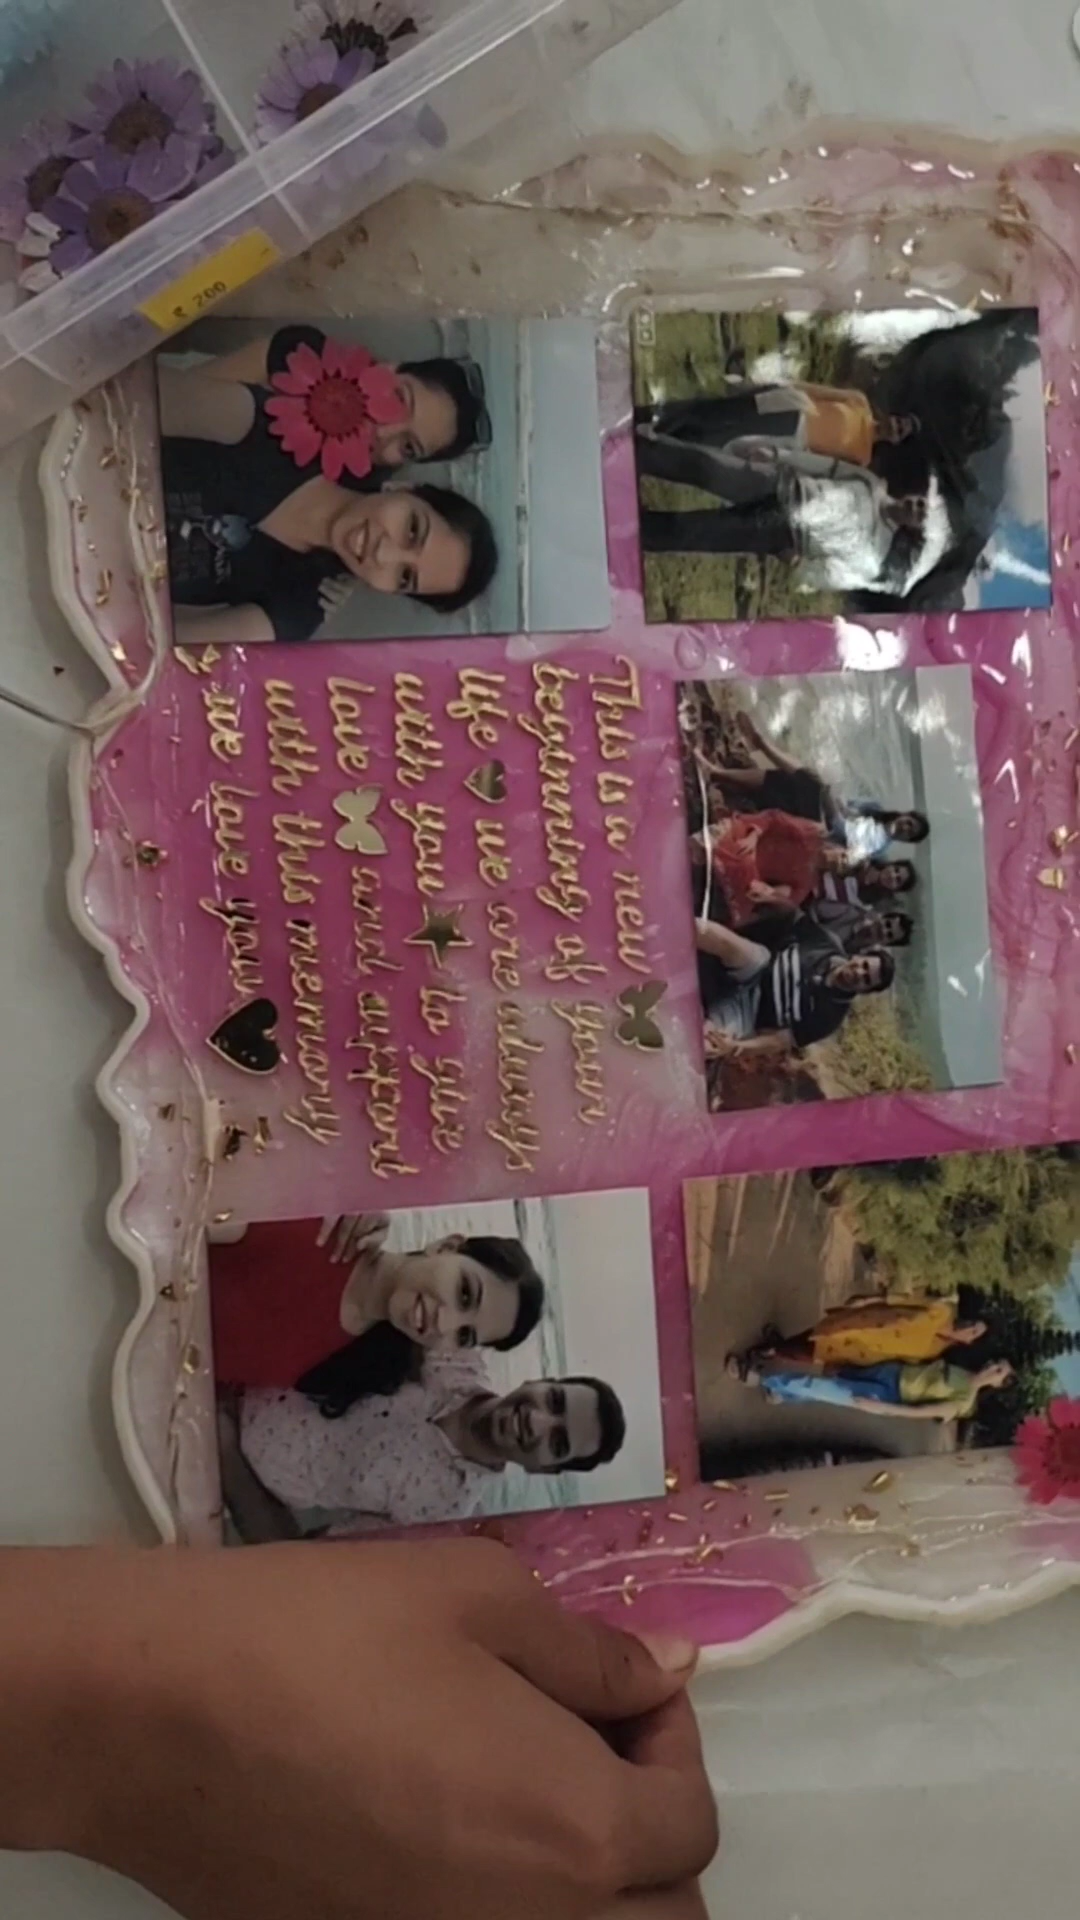 This is a new
beginning of your
life we are always
with you to give
love and support
with this memory
we love you
₹ 200